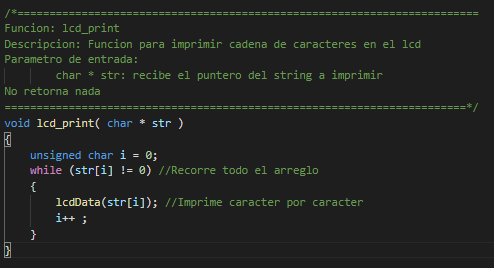 /*========================================================================
Funcion: lcd_print
Descripcion: Funcion para imprimir cadena de caracteres en el lcd
Parametro de entrada:
        char * str: recibe el puntero del string a imprimir
No retorna nada
========================================================================*/
void lcd_print( char * str )
{
    unsigned char i = 0;
    while (str[i] != 0) //Recorre todo el arreglo
    {
        lcdData(str[i]); //Imprime caracter por caracter
        i++ ;
    }
}